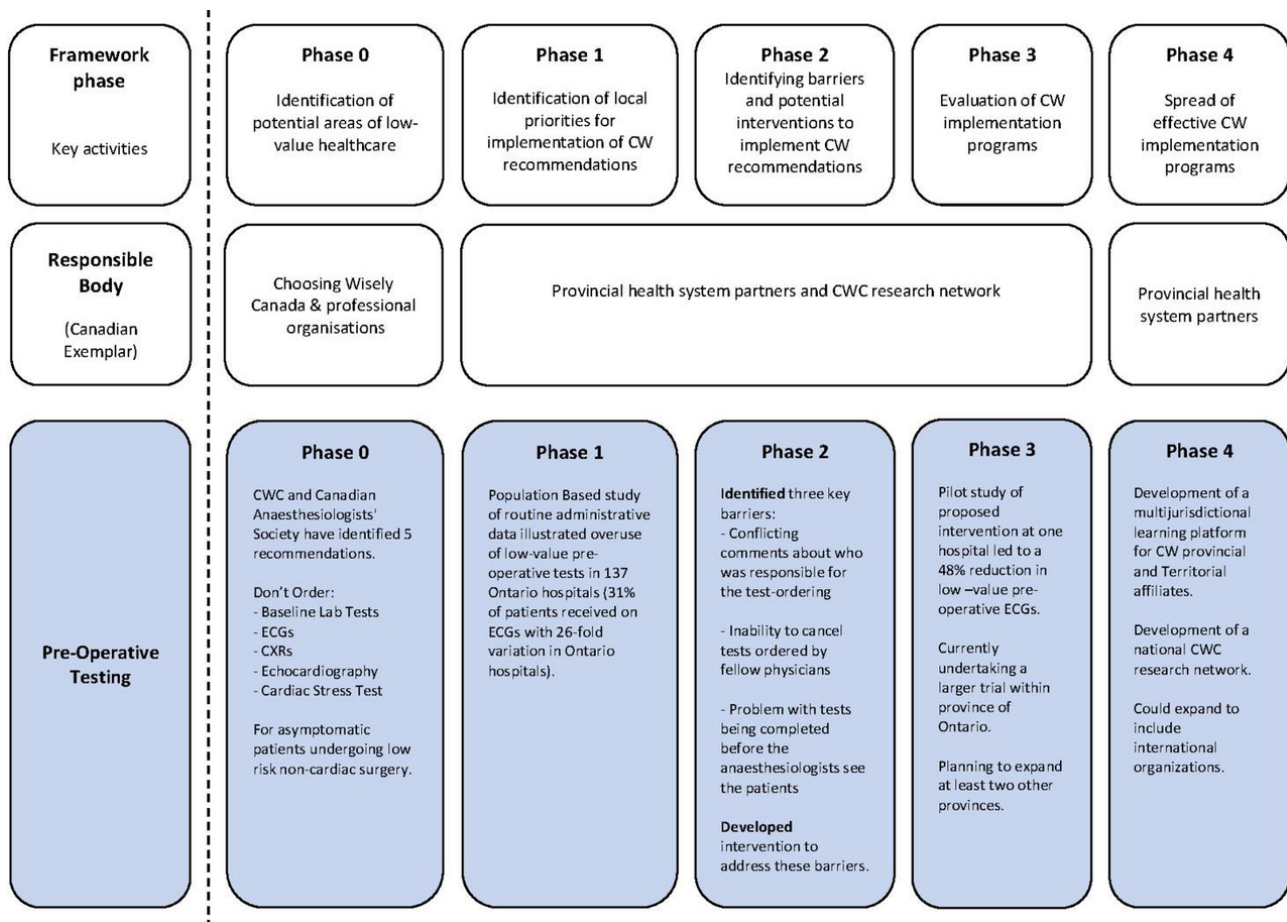 Framework
phase
Key activities
Phase 0
Identification of
potential areas of low-
value healthcare
Phase 1
Identification of local
priorities for
implementation of CW
recommendations
Phase 2
Identifying barriers
and potential
interventions to
implement CW
recommendations
Phase 3
Evaluation of CW
implementation
programs
Phase 4
Spread of
effective CW
implementation
programs
Responsible
Body
(Canadian
Exemplar)
Choosing Wisely
Canada & professional
organisations
Provincial health system partners and CWC research network
Provincial health
system partners
Pre-Operative
Testing
Phase 0
CWC and Canadian
Anaesthesiologists'
Society have identified 5
recommendations.
Don't Order:
- Baseline Lab Tests
- ECGs
- CXRs
- Echocardiography
- Cardiac Stress Test
For asymptomatic
patients undergoing low
risk non-cardiac surgery.
Phase 1
Population Based study
of routine administrative
data illustrated overuse
of low-value pre-
operative tests in 137
Ontario hospitals (31%
of patients received on
ECGs with 26-fold
variation in Ontario
hospitals).
Phase 2
Identified three key
barriers:
- Conflicting
comments about who
was responsible for
the test-ordering
- Inability to cancel
tests ordered by
fellow physicians
- Problem with tests
being completed
before the
anaesthesiologists see
the patients
Developed
intervention to
address these barriers.
Phase 3
Pilot study of
proposed
intervention at one
hospital led to a
48% reduction in
low –value pre-
operative ECGs.
Currently
undertaking a
larger trial within
province of
Ontario.
Planning to expand
at least two other
provinces.
Phase 4
Development of a
multijurisdictional
learning platform
for CW provincial
and Territorial
affiliates.
Development of a
national CWC
research network.
Could expand to
include
international
organizations.